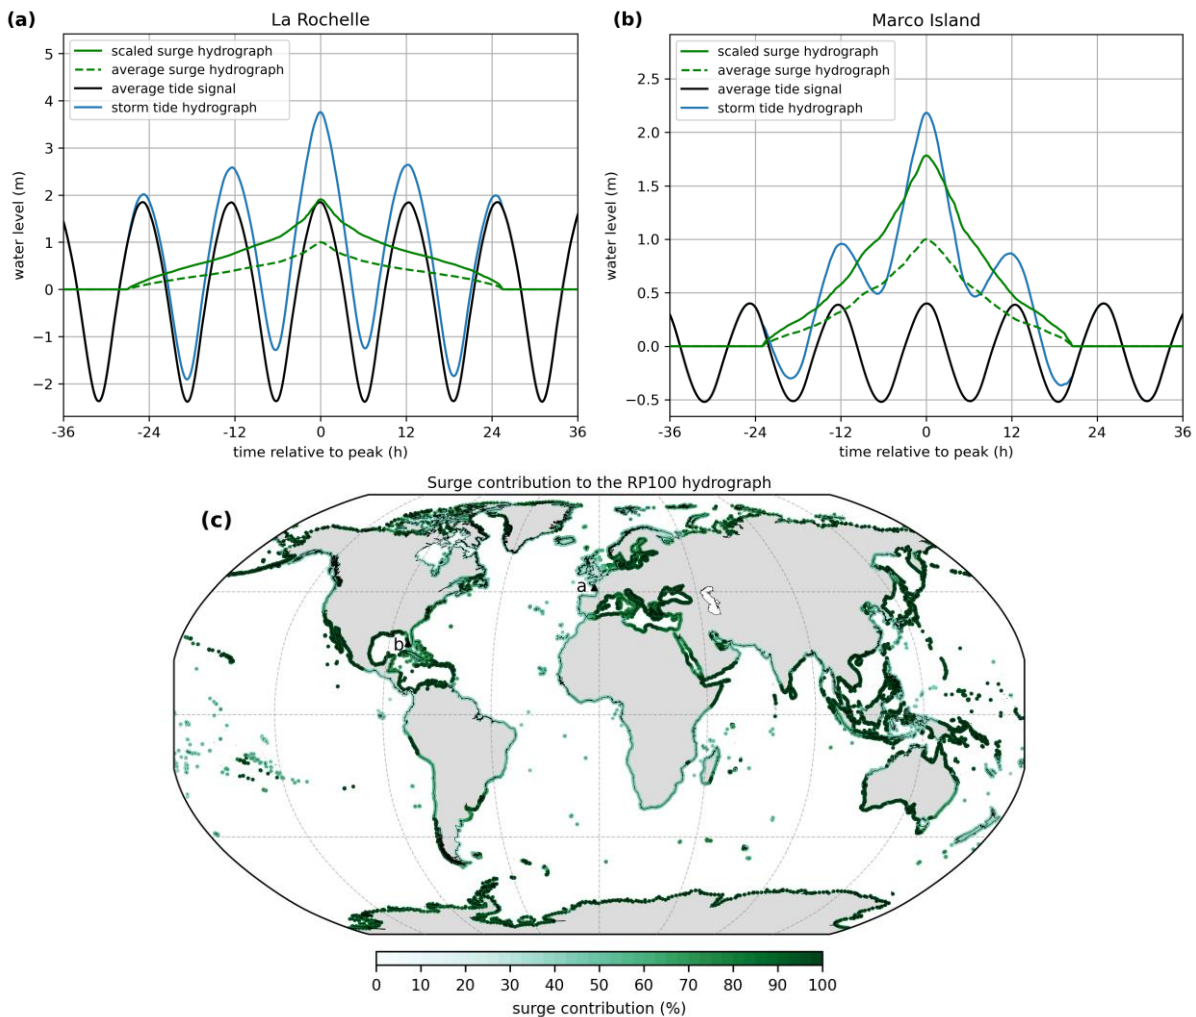 (a)
La Rochelle
scaled surge hydrograph
average surge hydrograph
average tide signal
storm tide hydrograph
water level (m)
5
4
3
2
1
0
−1
−2
-36
-24
-12
0
12
24
36
time relative to peak (h)
(b)
Marco Island
scaled surge hydrograph
average surge hydrograph
average tide signal
storm tide hydrograph
water level (m)
2.5
2.0
1.5
1.0
0.5
0.0
−0.5
-36
-24
-12
0
12
24
36
time relative to peak (h)
Surge contribution to the RP100 hydrograph
(c)
a
b
0 10 20 30 40 50 60 70 80 90 100
surge contribution (%)